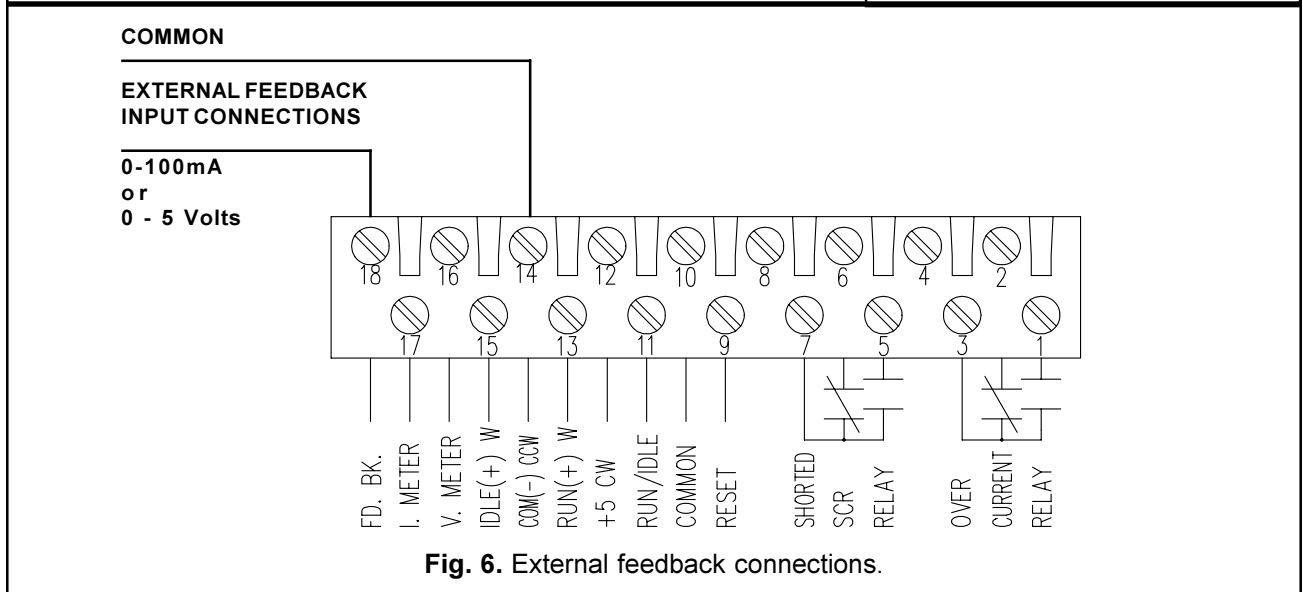 COMMON
EXTERNAL FEEDBACK
INPUT CONNECTIONS
0-100mA
or
0 - 5 Volts
18 16 14 12 10 8 6 4 2
17 15 13 11 9 7 5 3 1
FD. BK.
I. METER
V. METER
IDLE(+) W
COM(-) CCW
RUN(+) W
+5 CW
RUN/IDLE
COMMON
RESET
SHORTED
SCR
RELAY
OVER
CURRENT
RELAY
Fig. 6. External feedback connections.